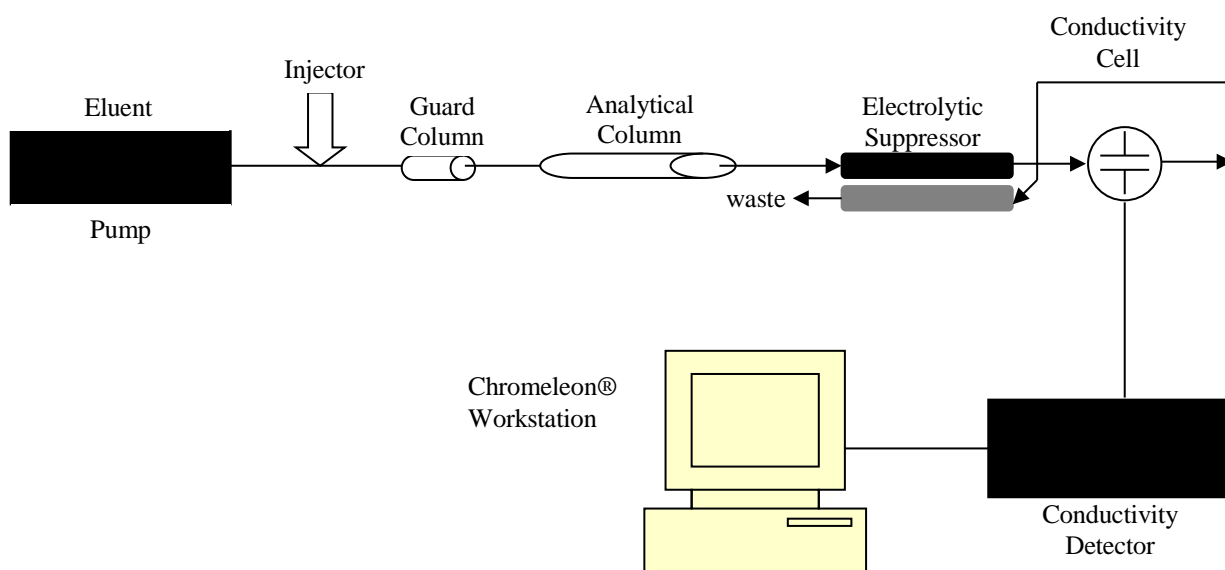 Conductivity
Cell
Injector
Eluent
Guard
Column
Analytical
Column
Electrolytic
Suppressor
waste
Pump
Chromeleon®
Workstation
Conductivity
Detector